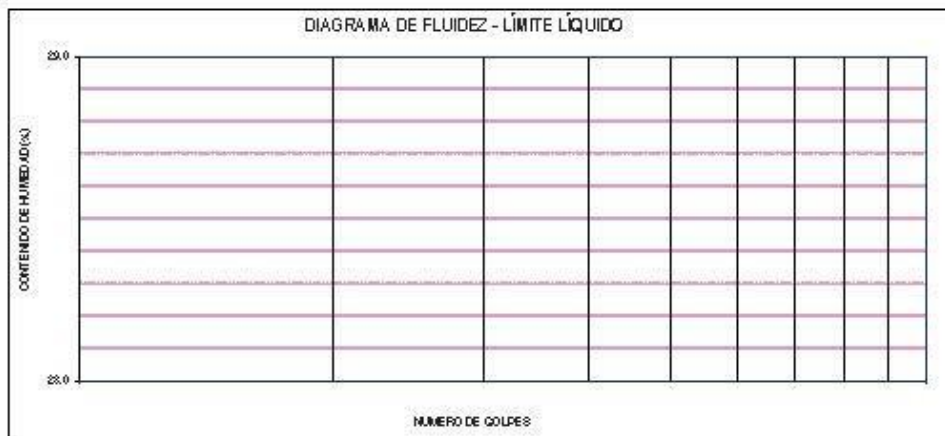 DIAGRAMA DE FLUIDEZ - LÍMITE LÍQUIDO
29.0
CONTENIDO DE HUMEDAD(%)
28.0
NUMERO DE GOLPES